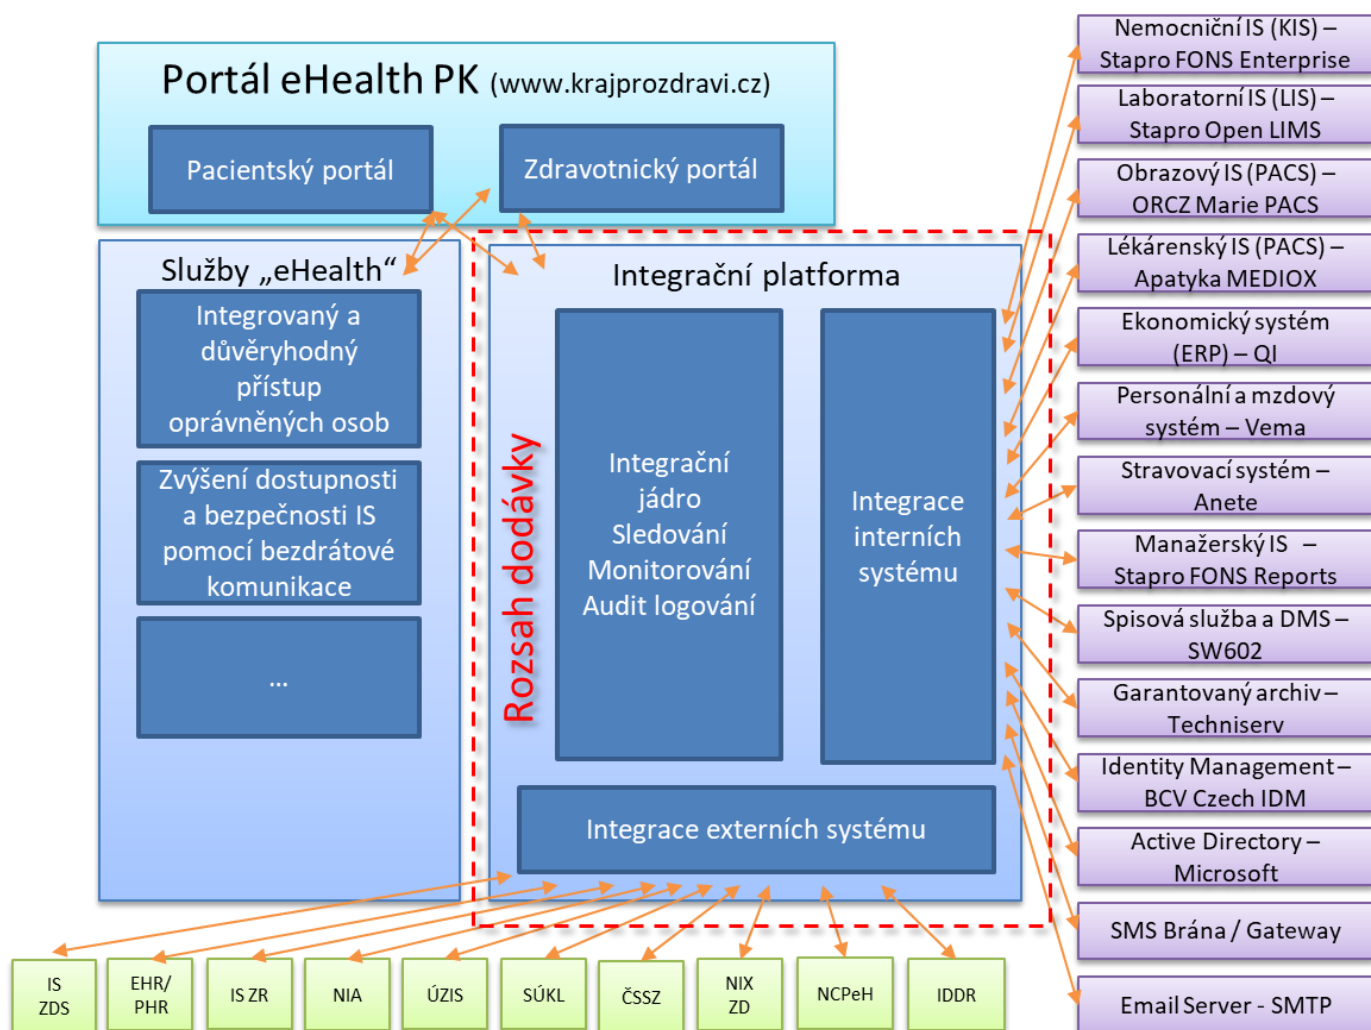 Portál eHealth PK (www.krajprozdravi.cz)
Pacientský portál
Zdravotnický portál
Služby „eHealth“
Integrovaný a
důvěryhodný
přístup
oprávněných osob
Zvýšení dostupnosti
a bezpečnosti IS
pomocí bezdrátové
komunikace
...
Rozsah dodávky
Integrační platforma
Integrační
jádro
Sledování
Monitorování
Audit logování
Integrace
interních
systému
Integrace externích systému
Nemocniční IS (KIS) –
Stapro FONS Enterprise
Laboratorní IS (LIS) –
Stapro Open LIMS
Obrazový IS (PACS) –
ORCZ Marie PACS
Lékárenský IS (PACS) –
Apatyka MEDIOX
Ekonomický systém
(ERP) – QI
Personální a mzdový
systém – Vema
Stravovací systém –
Anete
Manažerský IS –
Stapro FONS Reports
Spisová služba a DMS –
SW602
Garantovaný archiv –
Techniserv
Identity Management –
BCV Czech IDM
Active Directory –
Microsoft
SMS Brána / Gateway
Email Server - SMTP
IS
ZDS
EHR/
PHR
IS ZR
NIA
ÚZIS
SÚKL
ČSSZ
NIX
ZD
NCPeH
IDDR